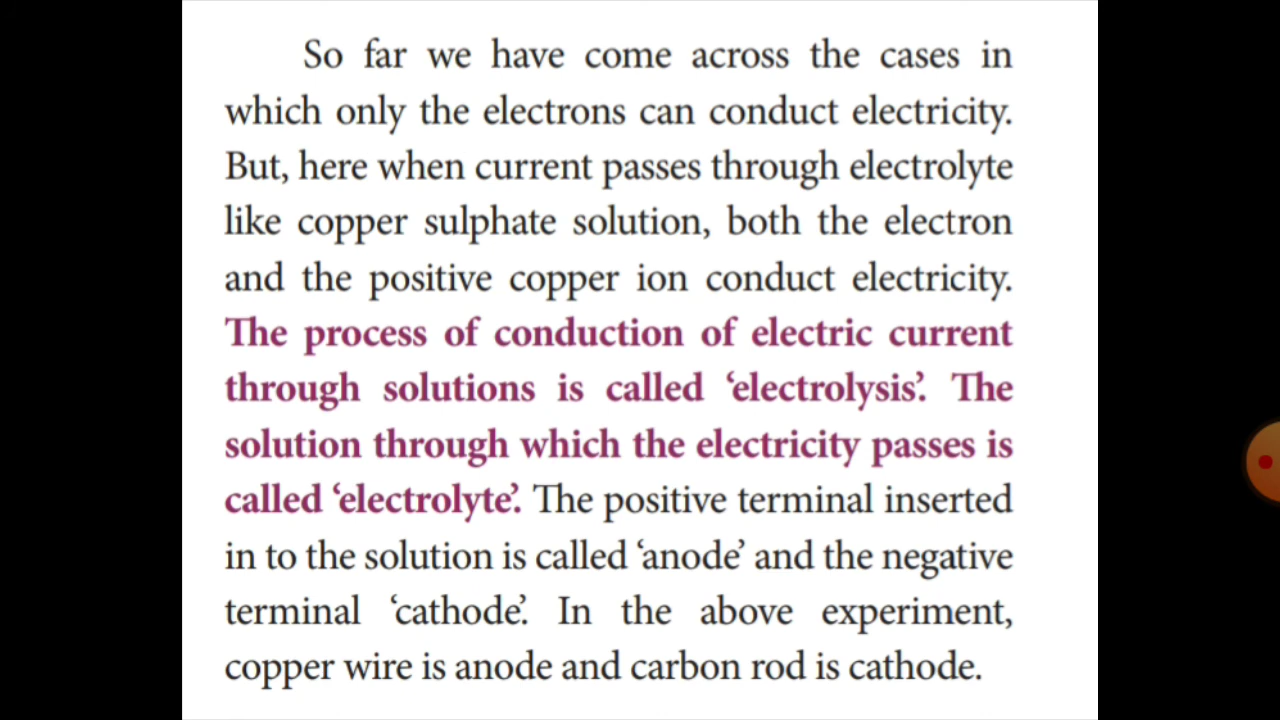 So far we have come across the cases in
which only the electrons can conduct electricity.
But, here when current passes through electrolyte
like copper sulphate solution, both the electron
and the positive copper ion conduct electricity.
The process of conduction of electric current
through solutions is called ‘electrolysis’. The
solution through which the electricity passes is
called ‘electrolyte’. The positive terminal inserted
in to the solution is called ‘anode’ and the negative
terminal ‘cathode’. In the above experiment,
copper wire is anode and carbon rod is cathode.